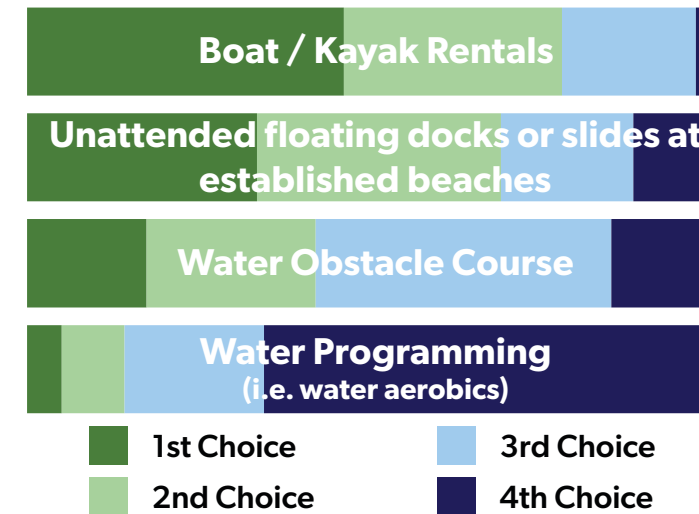 Boat / Kayak Rentals
Unattended floating docks or slides at
established beaches
Water Obstacle Course
Water Programming
(i.e. water aerobics)
1st Choice
3rd Choice
2nd Choice
4th Choice